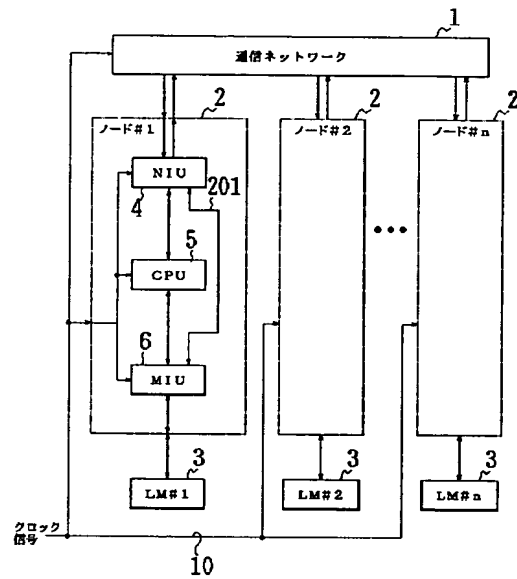 1
通信ネットワーク
2
2
2
ノード#1
ノード#2
ノード#n
NIU
4
201
5
CPU
6
MIU
3
3
3
LM#1
LM#2
LM#n
クロック
信号
10